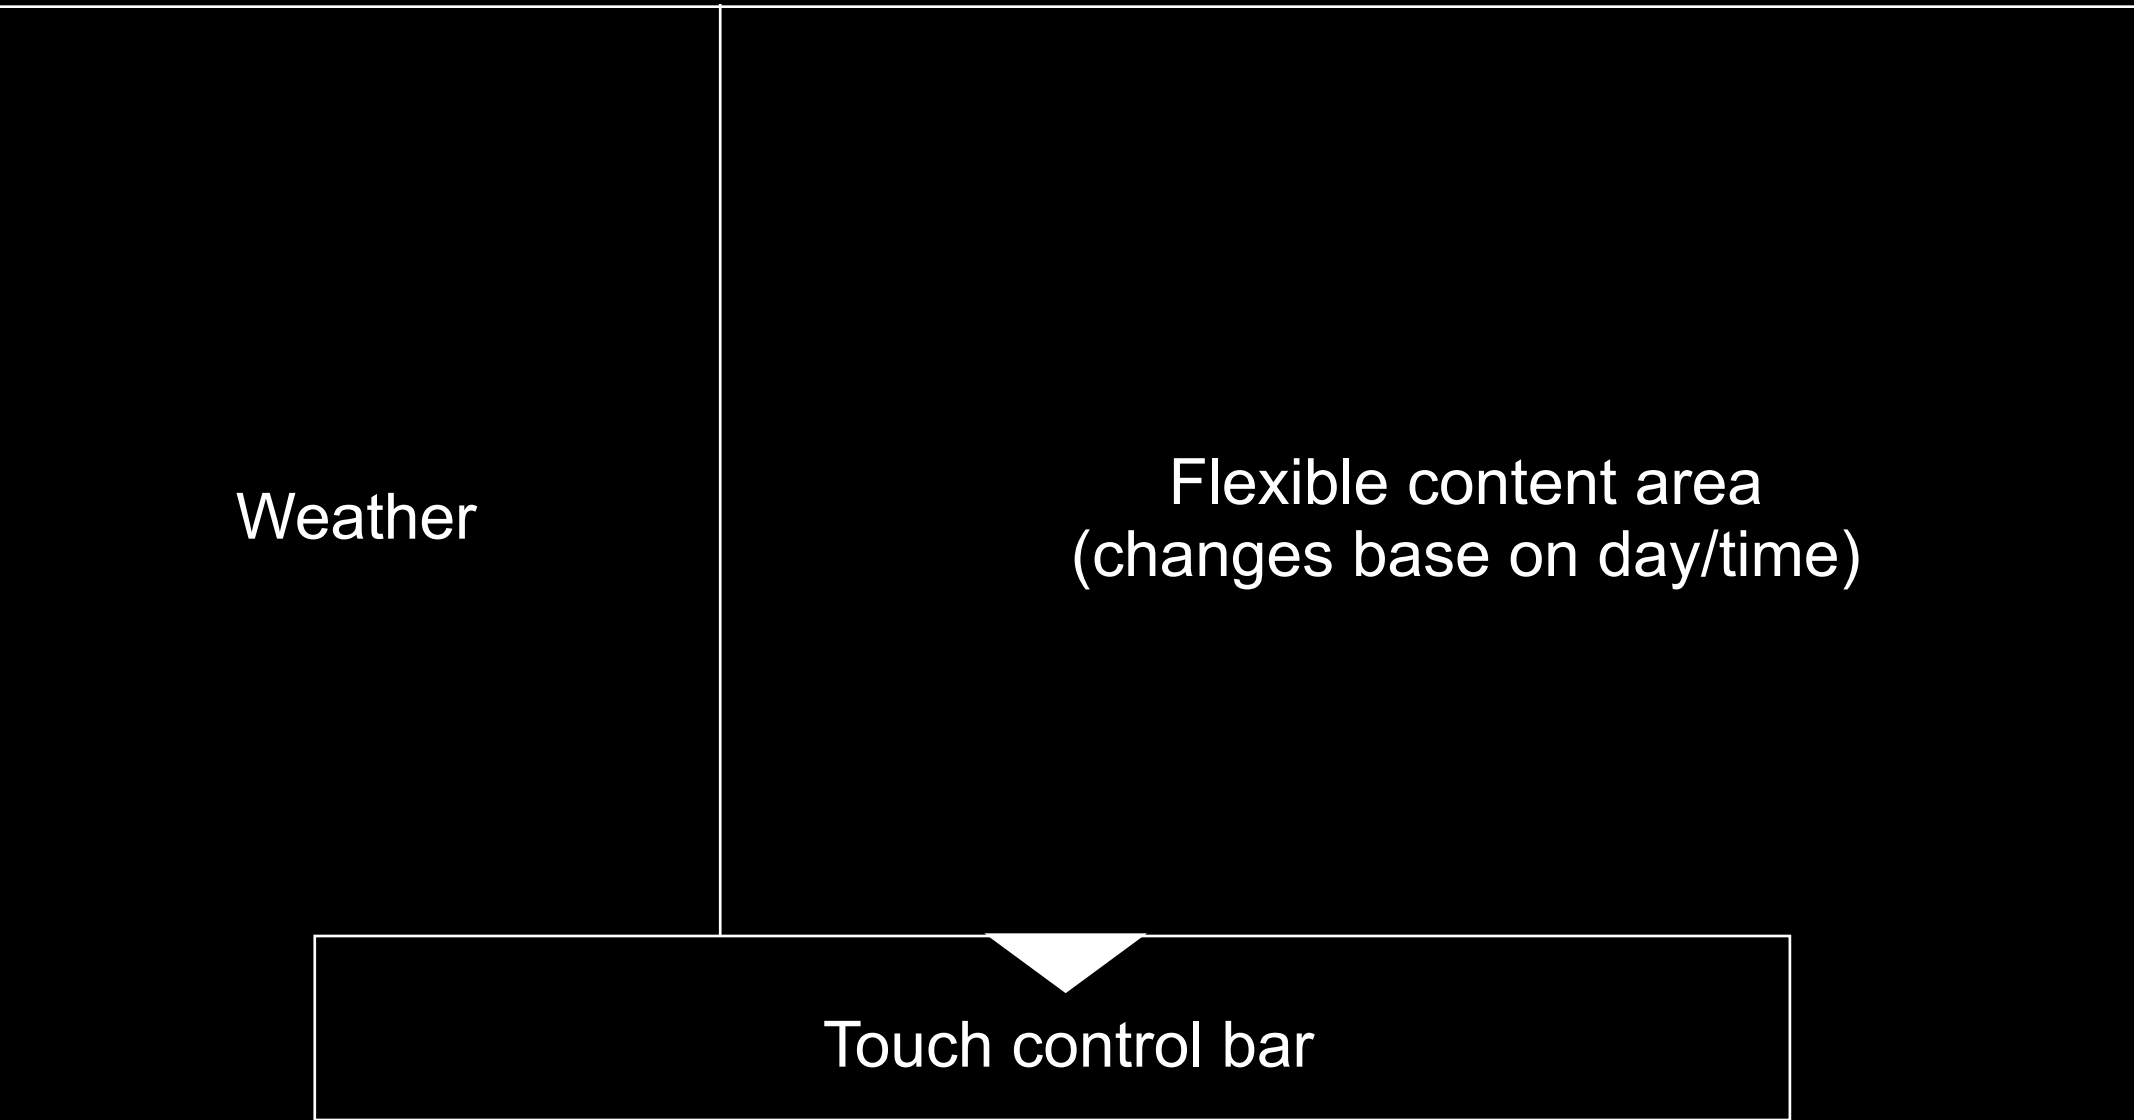 Weather
Flexible content area
(changes base on day/time)
Touch control bar